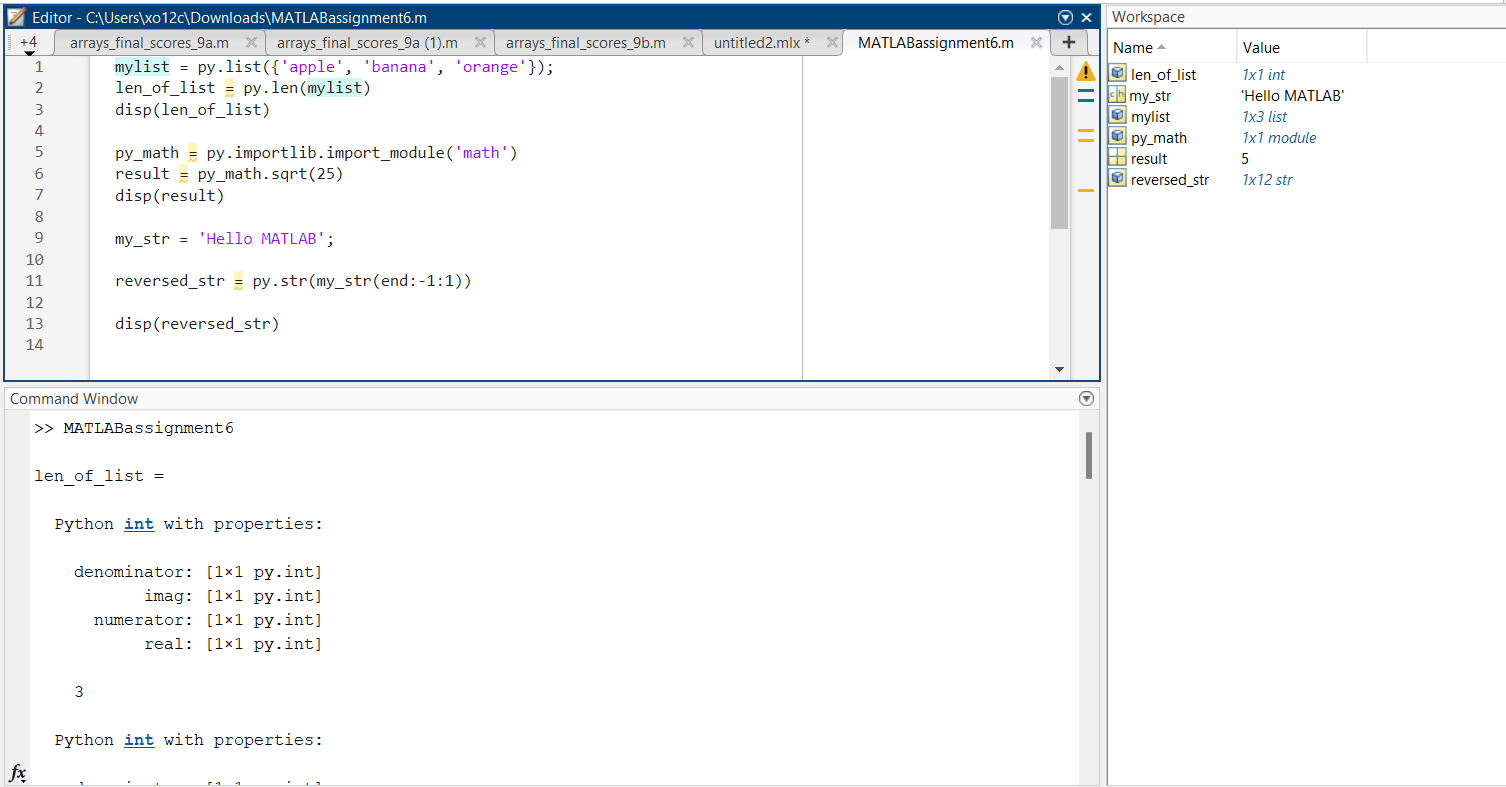 Editor - C:\Users\xo12c\Downloads\MATLABassignment6.m
+4 arrays_final_scores_9a.m arrays_final_scores_9a (1).m arrays_final_scores_9b.m untitled2.mlx * MATLABassignment6.m +
1 mylist = py.list({'apple', 'banana', 'orange'});
2 len_of_list = py.len(mylist)
3 disp(len_of_list)
4
5 py_math = py.importlib.import_module('math')
6 result = py_math.sqrt(25)
7 disp(result)
8
9 my_str = 'Hello MATLAB';
10
11 reversed_str = py.str(my_str(end:-1:1))
12
13 disp(reversed_str)
14
Command Window
>> MATLABassignment6
len_of_list =
Python int with properties:
denominator: [1×1 py.int]
imag: [1×1 py.int]
numerator: [1×1 py.int]
real: [1×1 py.int]
3
Python int with properties:
fx
Workspace
Name Value
len_of_list 1x1 int
my_str 'Hello MATLAB'
mylist 1x3 list
py_math 1x1 module
result 5
reversed_str 1x12 str